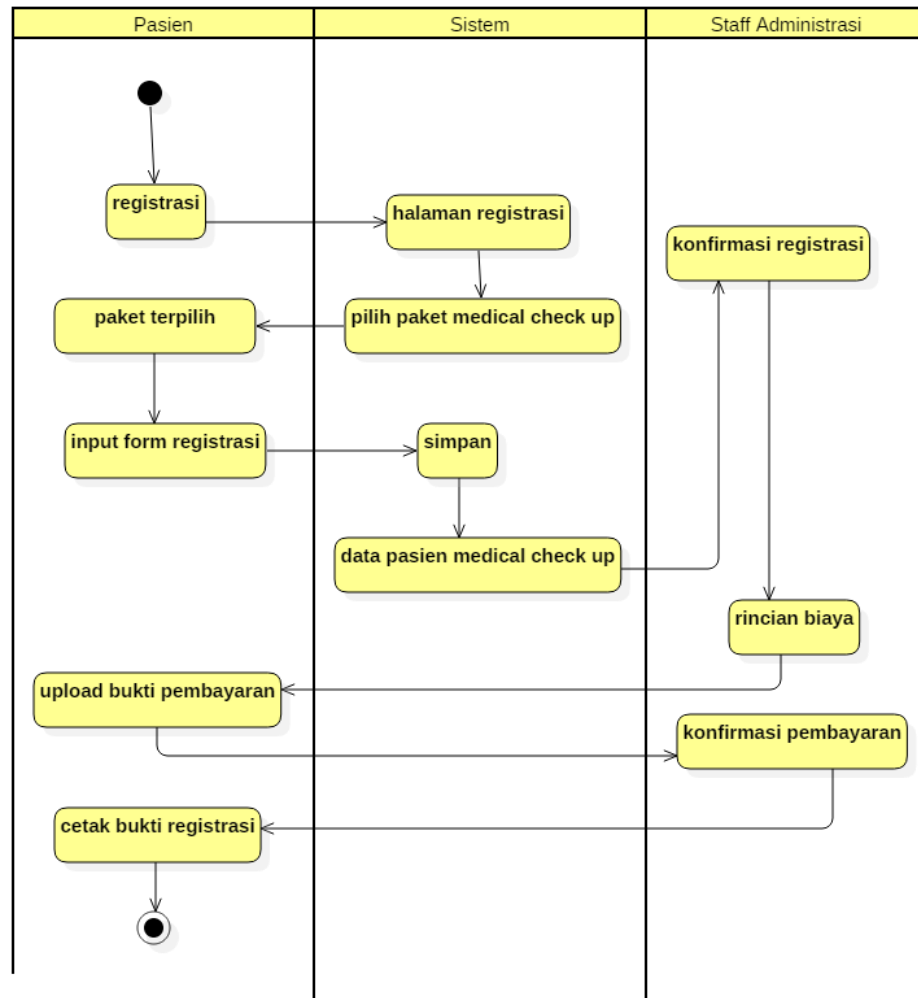 Pasien
Sistem
Staff Administrasi
registrasi
halaman registrasi
konfirmasi registrasi
paket terpilih
pilih paket medical check up
input form registrasi
simpan
data pasien medical check up
rincian biaya
upload bukti pembayaran
konfirmasi pembayaran
cetak bukti registrasi